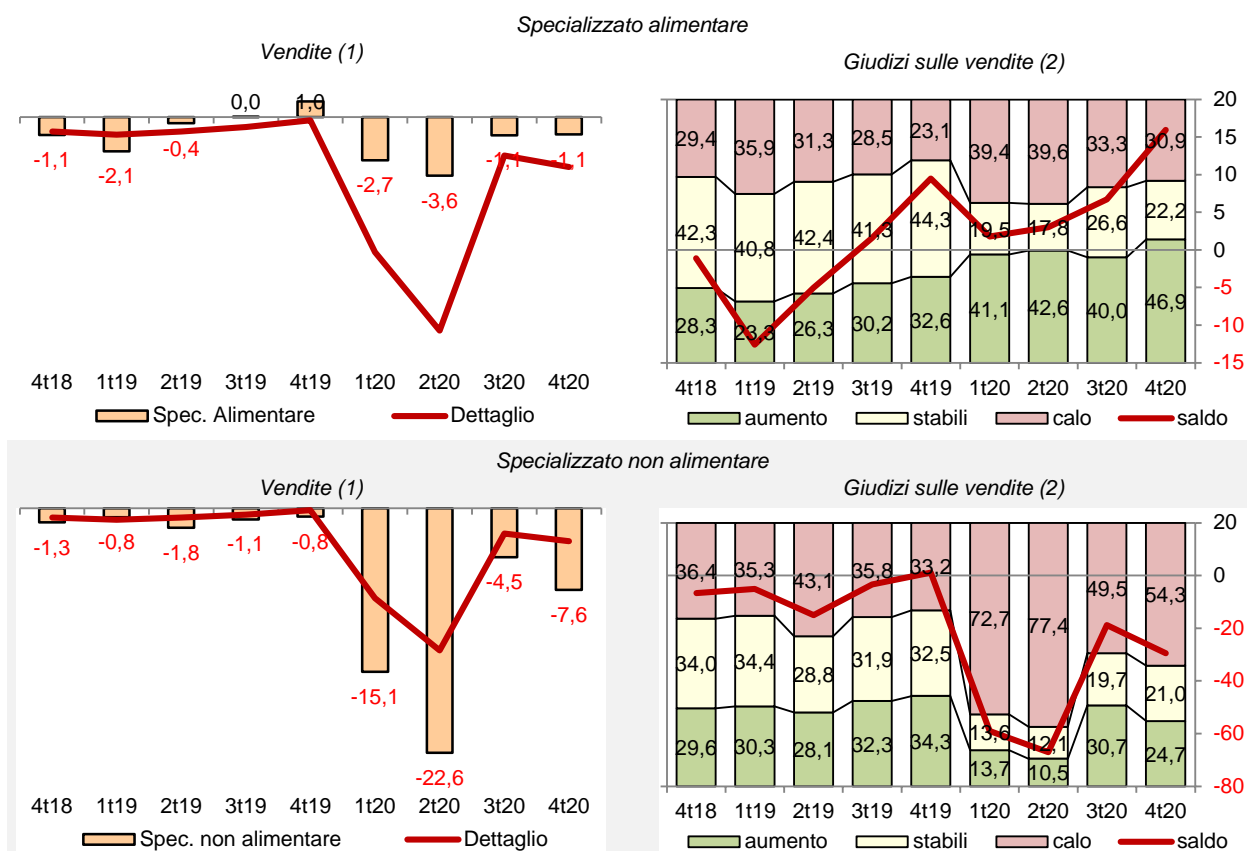 Specializzato alimentare
Vendite (1)
0,0
1,0
-1,1
-2,1
-0,4
-2,7
-3,6
-1,1
-1,1
4t18 1t19 2t19 3t19 4t19 1t20 2t20 3t20 4t20
Spec. Alimentare Dettaglio
Giudizi sulle vendite (2)
20
15
10
5
0
-5
-10
-15
29,4 35,9 31,3 28,5 23,1 39,4 39,6 33,3 30,9
42,3 40,8 42,4 41,3 44,3 19,5 17,8 26,6 22,2
28,3 23,3 26,3 30,2 32,6 41,1 42,6 40,0 46,9
4t18 1t19 2t19 3t19 4t19 1t20 2t20 3t20 4t20
aumento stabili calo saldo
Specializzato non alimentare
Vendite (1)
-1,3 -0,8 -1,8 -1,1 -0,8
-15,1
-22,6
-4,5
-7,6
4t18 1t19 2t19 3t19 4t19 1t20 2t20 3t20 4t20
Spec. non alimentare Dettaglio
Giudizi sulle vendite (2)
20
0
-20
-40
-60
-80
36,4 35,3 43,1 35,8 33,2 72,7 77,4 49,5 54,3
34,0 34,4 28,8 31,9 32,5 13,6 12,1 19,7 21,0
29,6 30,3 28,1 32,3 34,3 13,7 10,5 30,7 24,7
4t18 1t19 2t19 3t19 4t19 1t20 2t20 3t20 4t20
aumento stabili calo saldo